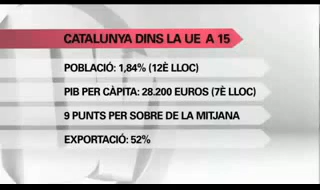 CATALUNYA DINS LA UE A 15
POBLACIÓ: 1,84% (12È LLOC)
PIB PER CÀPITA: 28.200 EUROS (7È LLOC)
9 PUNTS PER SOBRE DE LA MITJANA
EXPORTACIÓ: 52%